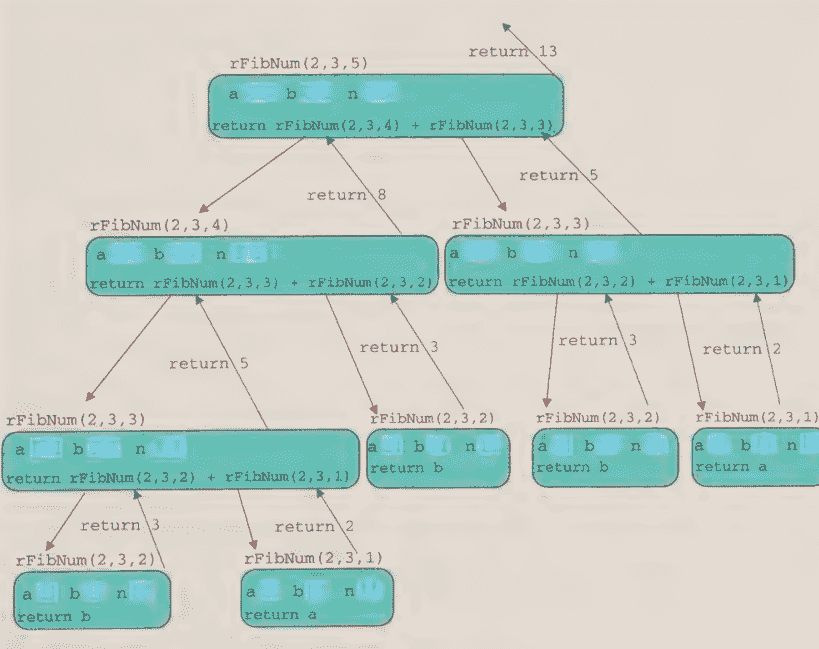 return 13
rFibNum(2,3,5)
a b n
return rFibNum(2,3,4) + rFibNum(2,3,3)
return 8
return 5
rFibNum(2,3,4)
rFibNum(2,3,3)
a b n
a b n
return rFibNum(2,3,3) + rFibNum(2,3,2)
return rFibNum(2,3,2) + rFibNum(2,3,1)
return 5
return 3
return 3
return 2
rFibNum(2,3,3)
rFibNum(2,3,2)
rFibNum(2,3,2)
rFibNum(2,3,1)
a b n
a b n
a b n
a b n
return rFibNum(2,3,2) + rFibNum(2,3,1)
return b
return b
return a
return 3
return 2
rFibNum(2,3,2)
rFibNum(2,3,1)
a b n
a b n
return b
return a